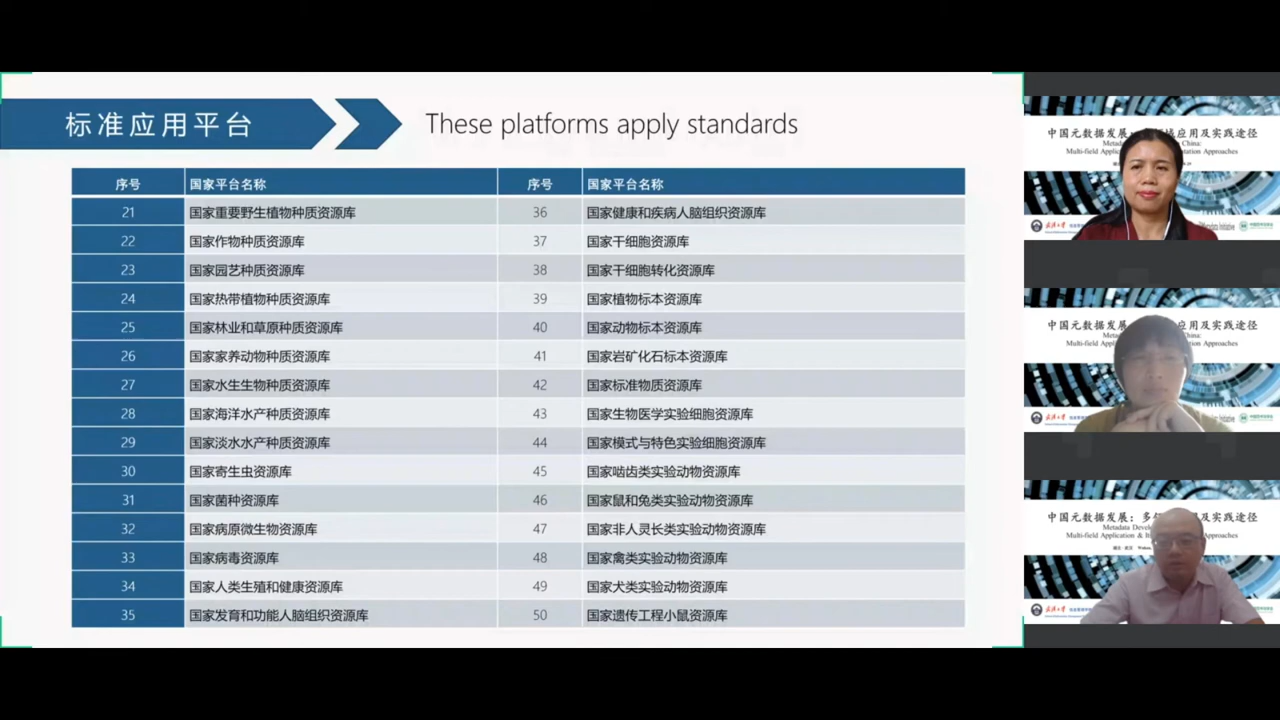 标准应用平台
These platforms apply standards
序号 国家平台名称 序号 国家平台名称
21 国家重要野生植物种质资源库 36 国家健康和疾病人脑组织资源库
22 国家作物种质资源库 37 国家干细胞资源库
23 国家园艺种质资源库 38 国家干细胞转化资源库
24 国家热带植物种质资源库 39 国家植物标本资源库
25 国家林业和草原种质资源库 40 国家动物标本资源库
26 国家家养动物种质资源库 41 国家岩矿化石标本资源库
27 国家水生生物种质资源库 42 国家标准物质资源库
28 国家海洋水产种质资源库 43 国家生物医学实验细胞资源库
29 国家淡水水产种质资源库 44 国家模式与特色实验细胞资源库
30 国家寄生虫资源库 45 国家啮齿类实验动物资源库
31 国家菌种资源库 46 国家鼠和兔类实验动物资源库
32 国家病原微生物资源库 47 国家非人灵长类实验动物资源库
33 国家病毒资源库 48 国家禽类实验动物资源库
34 国家人类生殖和健康资源库 49 国家犬类实验动物资源库
35 国家发育和功能人脑组织资源库 50 国家遗传工程小鼠资源库
中国元数据发展: 应用及实践途径
China:
Multi-field Approaches
中国元数据发展: 应用及实践途径
Multi-field Approaches
中国元数据发展: 多 及实践途径
Metadata
Multi-field Application & Approaches